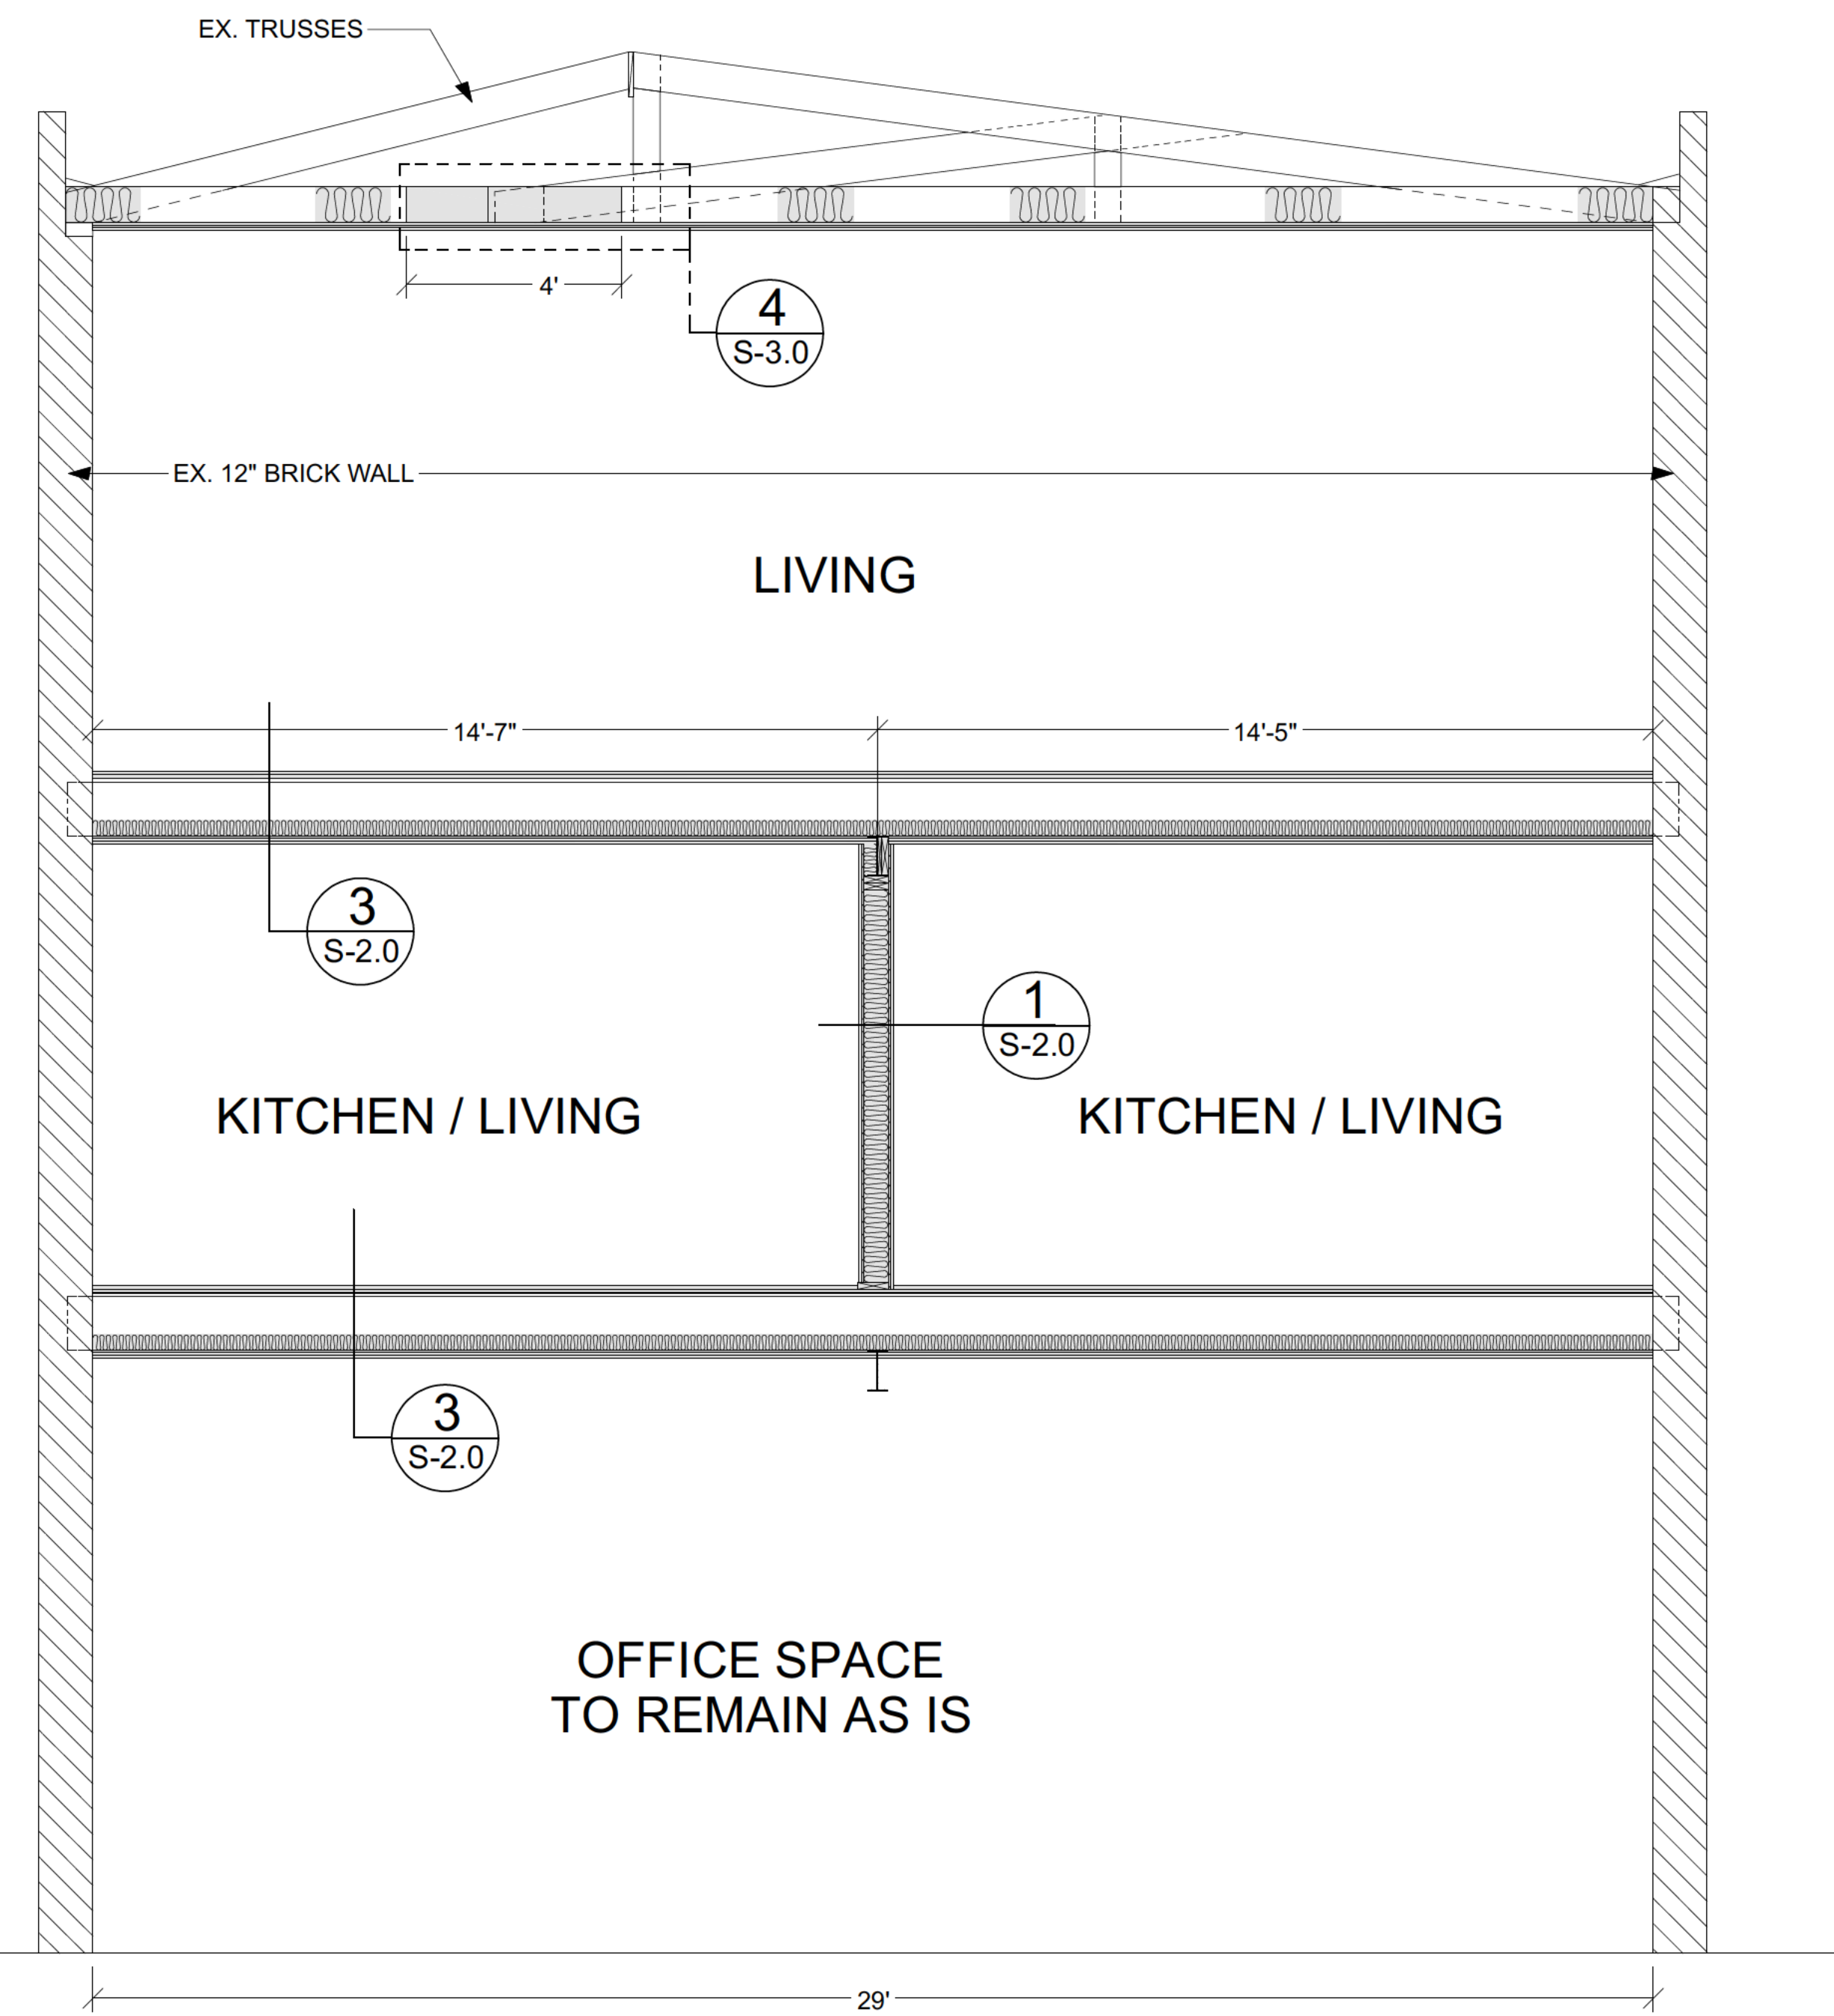 EX. TRUSSES
4'
4
S-3.0
EX. 12" BRICK WALL
LIVING
14'-7"
14'-5"
3
S-2.0
1
S-2.0
KITCHEN / LIVING
KITCHEN / LIVING
3
S-2.0
OFFICE SPACE
TO REMAIN AS IS
29'